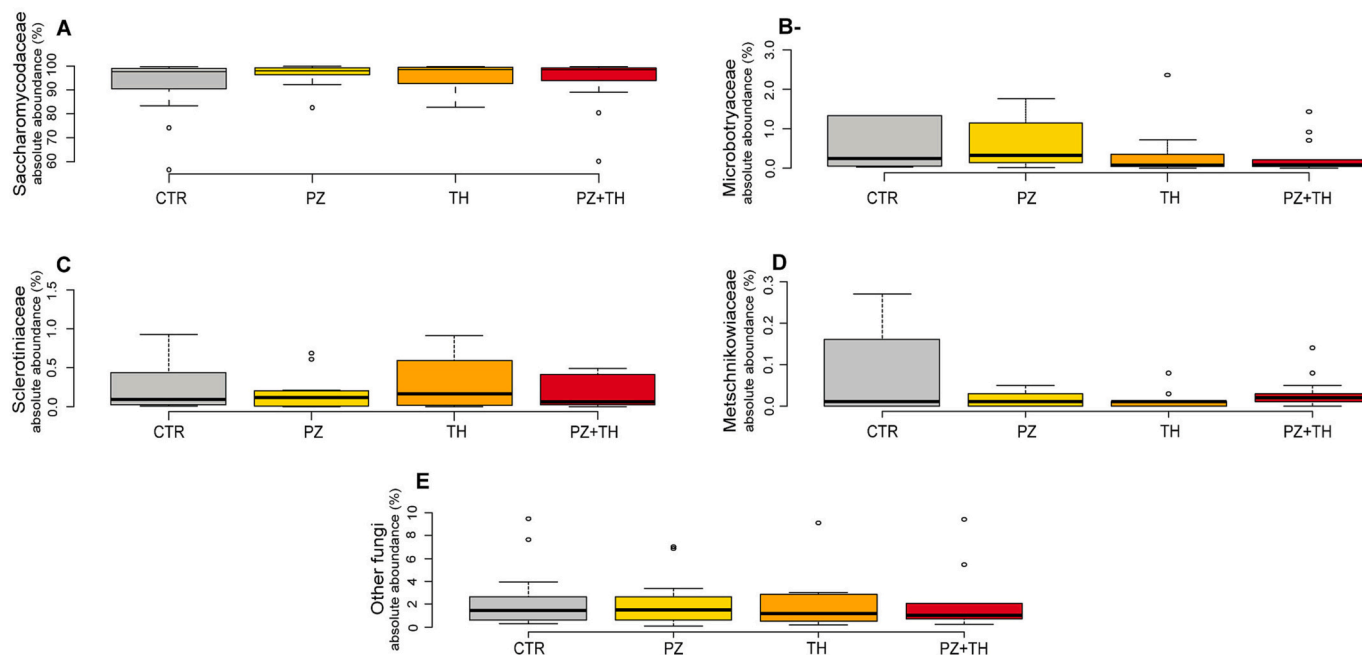 A
Saccharomycodaceae
absolute aboundance (%)
60 70 80 90 100
CTR PZ TH PZ+TH
B-
Microbotryaceae
absolute aboundance (%)
0.0 1.0 2.0 3.0
CTR PZ TH PZ+TH
C
Sclerotiniaceae
absolute aboundance (%)
0.0 0.5 1.0 1.5
CTR PZ TH PZ+TH
D
Metschnikowiaceae
absolute aboundance (%)
0.0 0.1 0.2 0.3
CTR PZ TH PZ+TH
E
Other fungi
absolute aboundance (%)
0 2 4 6 8 10
CTR PZ TH PZ+TH